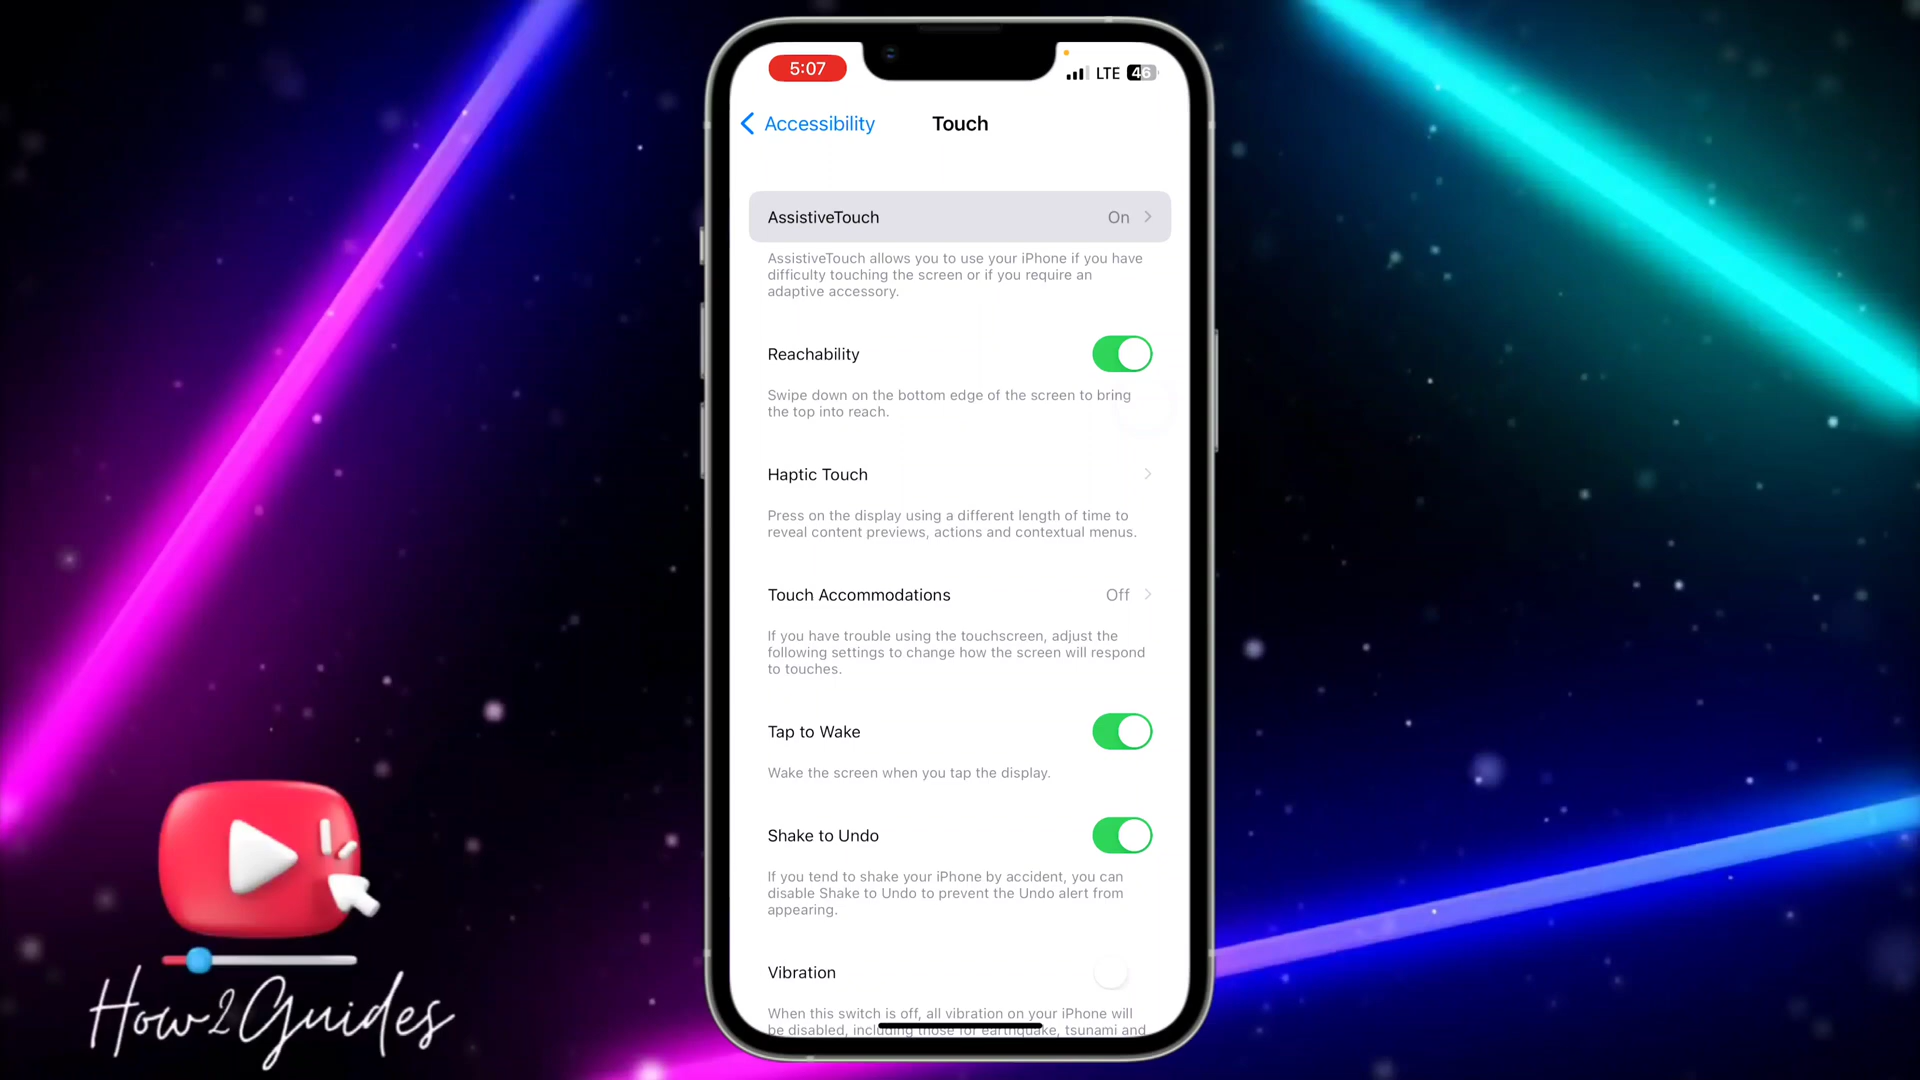 5:07
LTE 46
Accessibility
Touch
AssistiveTouch On
AssistiveTouch allows you to use your iPhone if you have
difficulty touching the screen or if you require an
adaptive accessory.
Reachability
Swipe down on the bottom edge of the screen to bring
the top into reach.
Haptic Touch
Press on the display using a different length of time to
reveal content previews, actions and contextual menus.
Touch Accommodations Off
If you have trouble using the touchscreen, adjust the
following settings to change how the screen will respond
to touches.
Tap to Wake
Wake the screen when you tap the display.
Shake to Undo
If you tend to shake your iPhone by accident, you can
disable Shake to Undo to prevent the Undo alert from
appearing.
Vibration
When this switch is off, all vibration on your iPhone will
be disabled, including those for earthquake, tsunami and
How2Guides